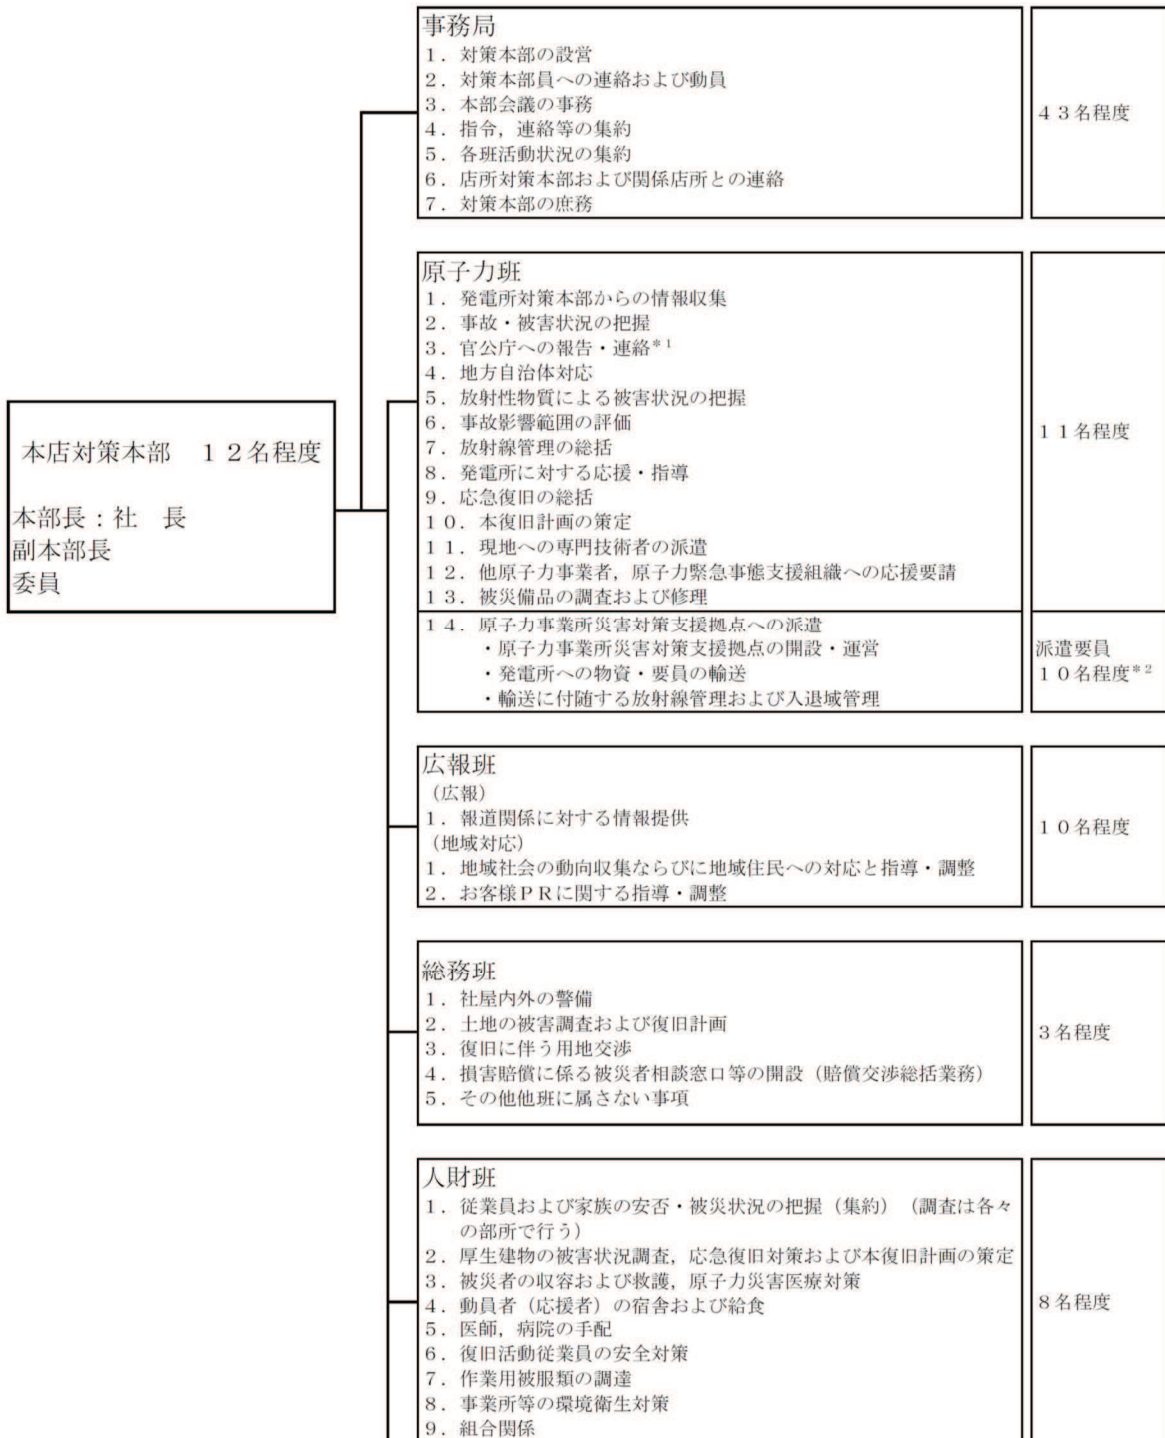 事務局
１．対策本部の設営
２．対策本部員への連絡および動員
３．本部会議の事務
４．指令，連絡等の集約
５．各班活動状況の集約
６．店所対策本部および関係店所との連絡
７．対策本部の庶務
４３名程度
本店対策本部　１２名程度
本部長：社　長
副本部長
委員
原子力班
１．発電所対策本部からの情報収集
２．事故・被害状況の把握
３．官公庁への報告・連絡＊１
４．地方自治体対応
５．放射性物質による被害状況の把握
６．事故影響範囲の評価
７．放射線管理の総括
８．発電所に対する応援・指導
９．応急復旧の総括
１０．本復旧計画の策定
１１．現地への専門技術者の派遣
１２．他原子力事業者，原子力緊急事態支援組織への応援要請
１３．被災備品の調査および修理
１１名程度
１４．原子力事業所災害対策支援拠点への派遣
・原子力事業所災害対策支援拠点の開設・運営
・発電所への物資・要員の輸送
・輸送に付随する放射線管理および入退域管理
派遣要員
１０名程度＊２
広報班
（広報）
１．報道関係に対する情報提供
（地域対応）
１．地域社会の動向収集ならびに地域住民への対応と指導・調整
２．お客様ＰＲに関する指導・調整
１０名程度
総務班
１．社屋内外の警備
２．土地の被害調査および復旧計画
３．復旧に伴う用地交渉
４．損害賠償に係る被災者相談窓口等の開設（賠償交渉総括業務）
５．その他他班に属さない事項
３名程度
人財班
１．従業員および家族の安否・被災状況の把握（集約）（調査は各々
の部所で行う）
２．厚生建物の被害状況調査，応急復旧対策および本復旧計画の策定
３．被災者の収容および救護，原子力災害医療対策
４．動員者（応援者）の宿舎および給食
５．医師，病院の手配
６．復旧活動従業員の安全対策
７．作業用被服類の調達
８．事業所等の環境衛生対策
９．組合関係
８名程度